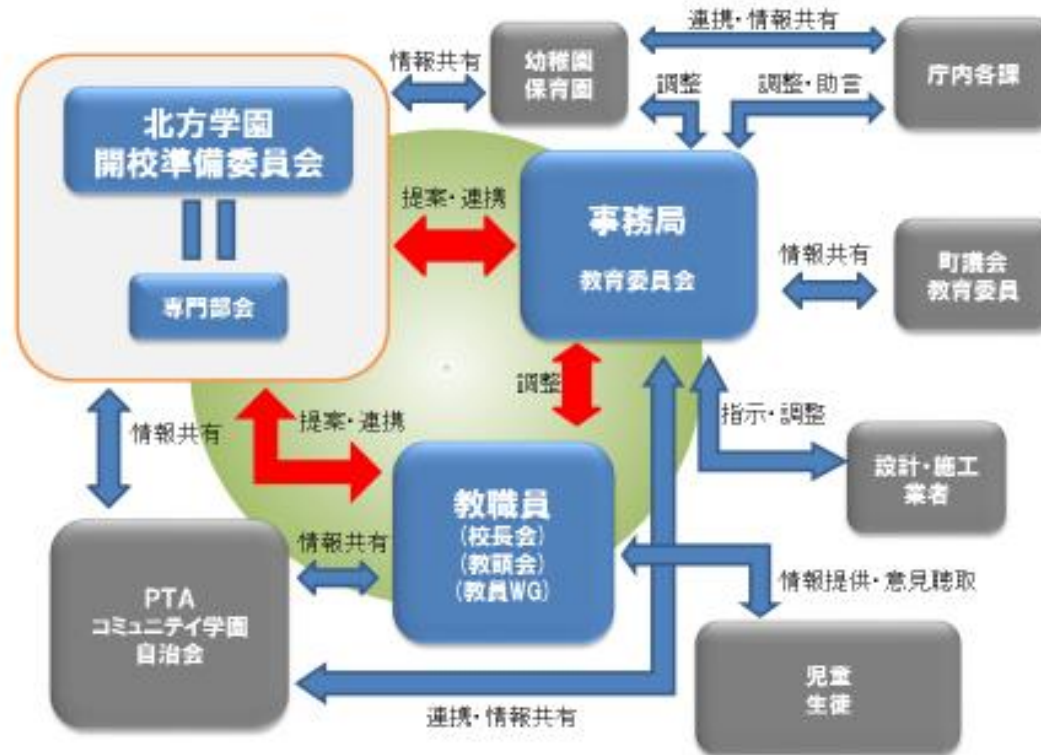 連携・情報共有
情報共有
幼稚園
保育園
庁内各課
調整
調整・助言
北方学園
開校準備委員会
提案・連携
事務局
教育委員会
情報共有
町議会
教育委員
専門部会
調整
指示・調整
情報共有
提案・連携
設計・施工
業者
教職員
(校長会)
(教頭会)
(教員WG)
情報共有
情報提供・意見聴取
PTA
コミュニテイ学園
自治会
児童
生徒
連携・情報共有